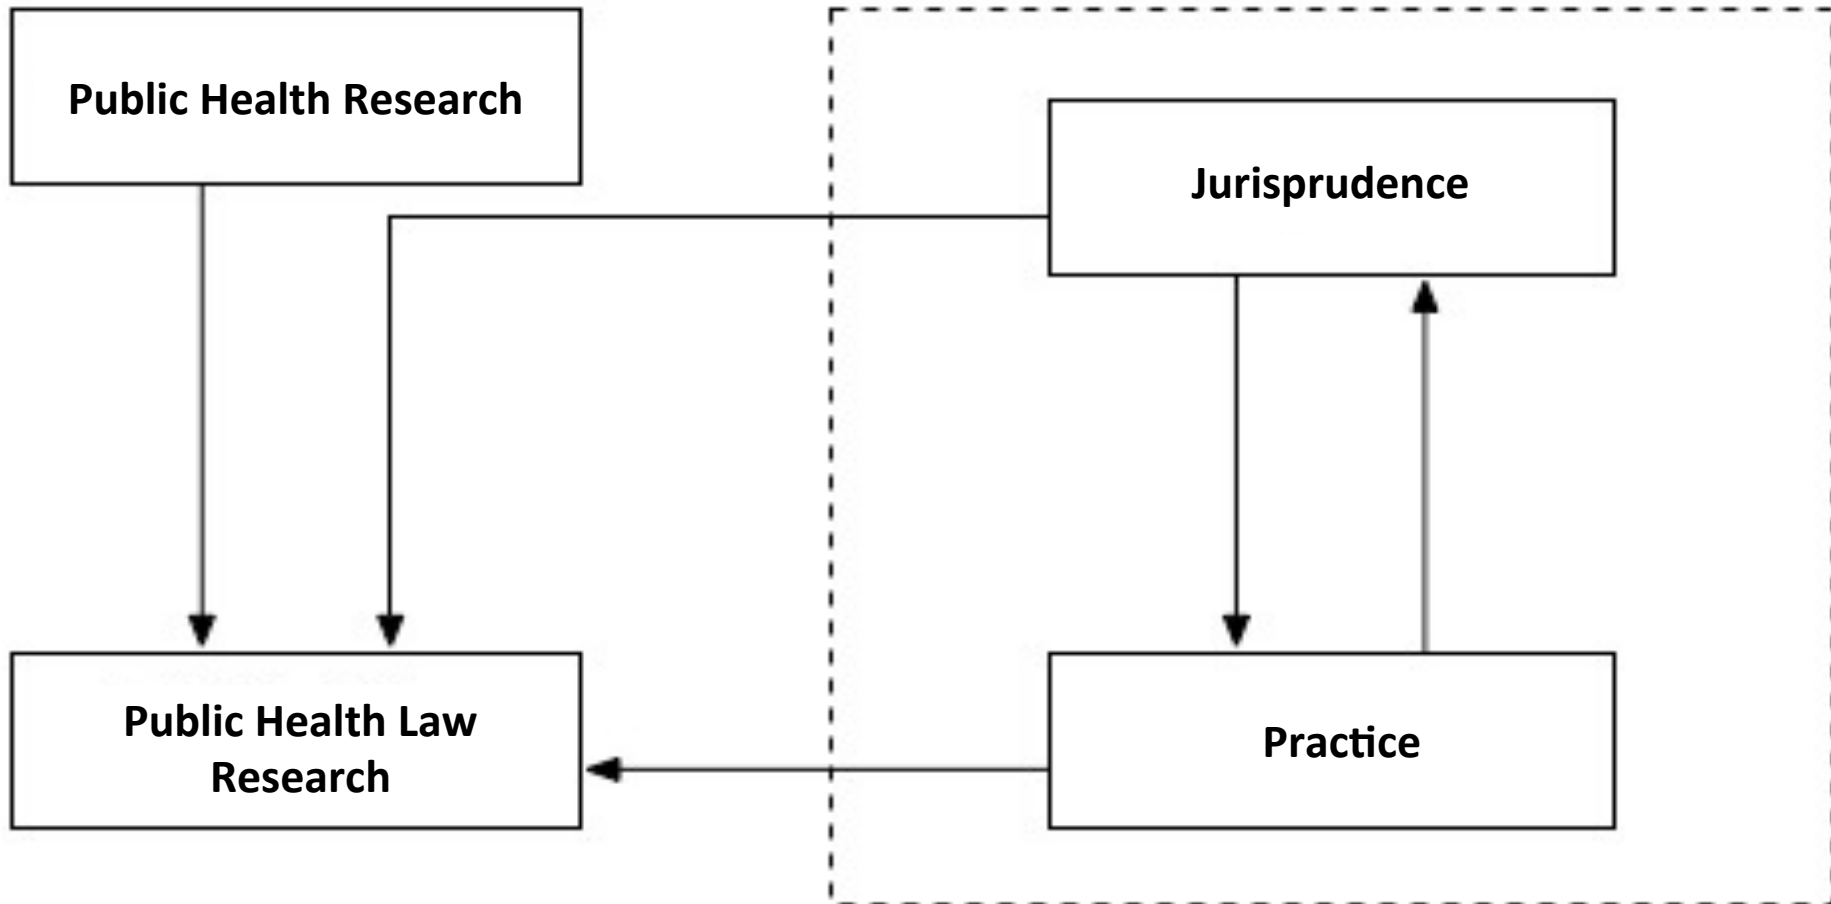 Public Health Research
Jurisprudence
Public Health Law
Research
Practice